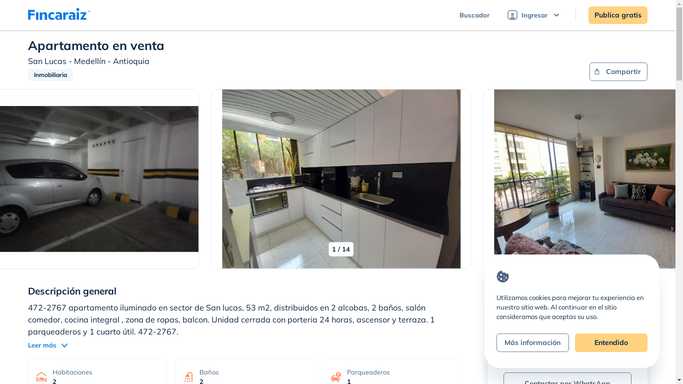 Fincaraiz
Buscador
Ingresar
Publica gratis
Apartamento en venta
San Lucas - Medellín - Antioquia
Inmobiliaria
Compartir
1 / 14
Descripción general
472-2767 apartamento iluminado en sector de San lucas, 53 m2, distribuidos en 2 alcobas, 2 baños, salón
comedor, cocina integral , zona de ropas, balcon. Unidad cerrada con porteria 24 horas, ascensor y terraza. 1
parqueaderos y 1 cuarto útil. 472-2767.
Leer más
Habitaciones
2
Baños
2
Parqueaderos
1
Utilizamos cookies para mejorar tu experiencia en
nuestro sitio web. Al continuar en el sitio
consideramos que aceptas su uso.
Más información
Entendido
Contactar por WhatsApp